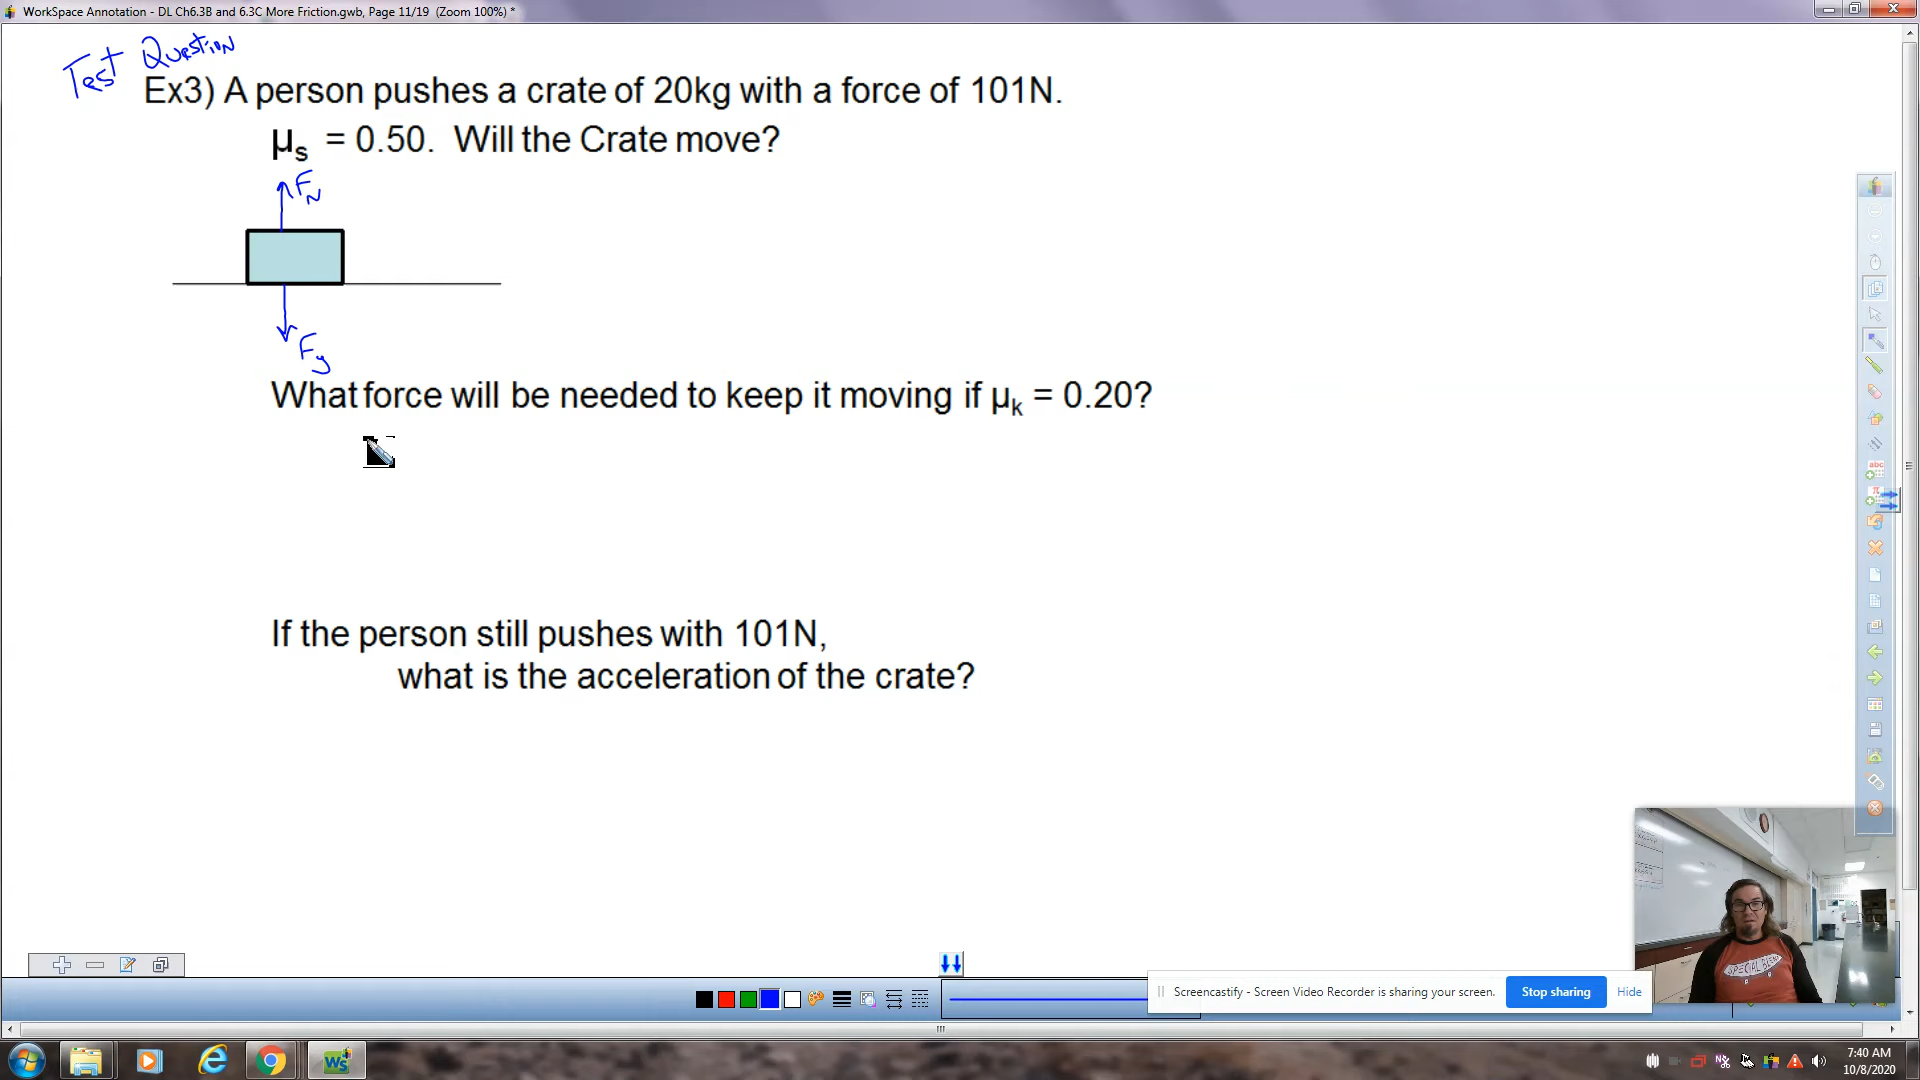 WorkSpace Annotation - DL Ch6.3B and 6.3C More Friction.gwb, Page 11/19 (Zoom 100%) *
Test Question
Ex3) A person pushes a crate of 20kg with a force of 101N.
μs = 0.50. Will the Crate move?
FN
Fg
What force will be needed to keep it moving if μk = 0.20?
If the person still pushes with 101N,
what is the acceleration of the crate?
abc
π
SPECIAL BLEND
Screencastify - Screen Video Recorder is sharing your screen.
Stop sharing
Hide
WS
7:40 AM
10/8/2020